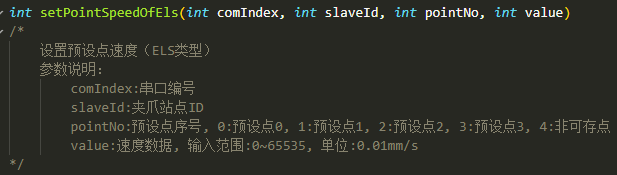 int setPointSpeedOfEls(int comIndex, int slaveId, int pointNo, int value)
/*
设置预设点速度（ELS类型）
参数说明：
comIndex:串口编号
slaveId:夹爪站点ID
pointNo:预设点序号, 0:预设点0, 1:预设点1, 2:预设点2, 3:预设点3, 4:非可存点
value:速度数据, 输入范围:0~65535, 单位:0.01mm/s
*/